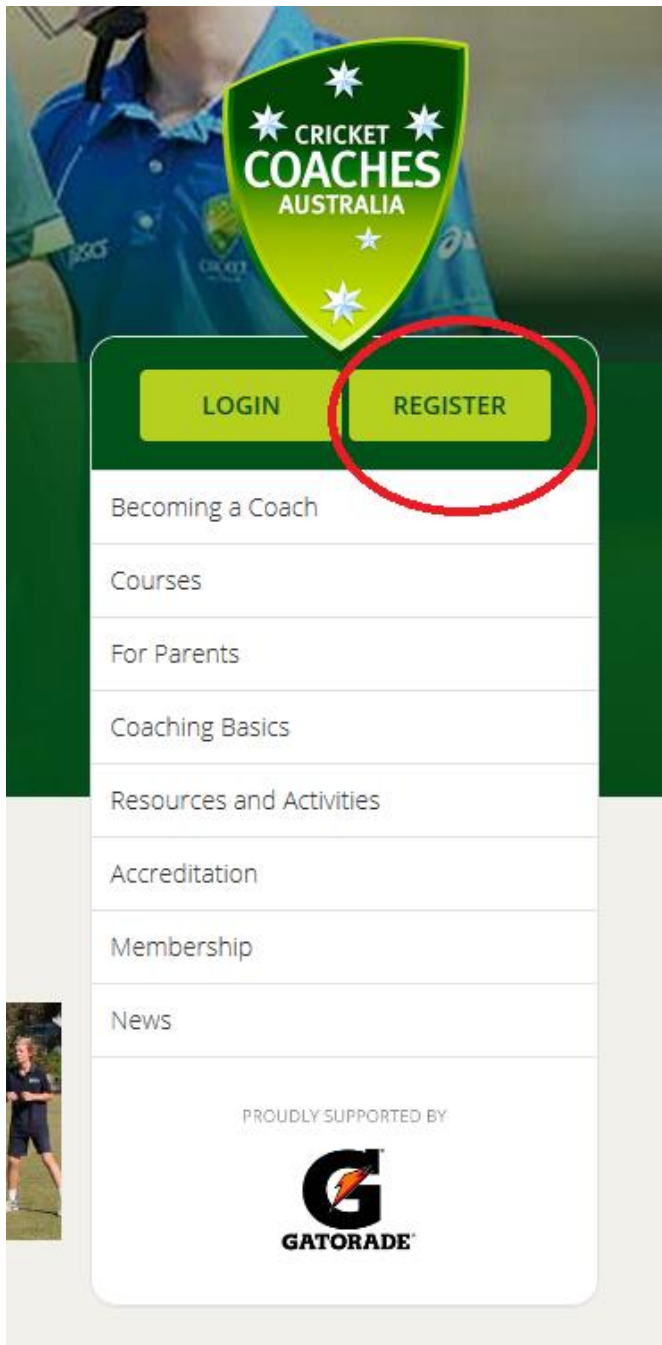 CRICKET
COACHES
AUSTRALIA
asics
LOGIN REGISTER
Becoming a Coach
Courses
For Parents
Coaching Basics
Resources and Activities
Accreditation
Membership
News
PROUDLY SUPPORTED BY
G
GATORADE